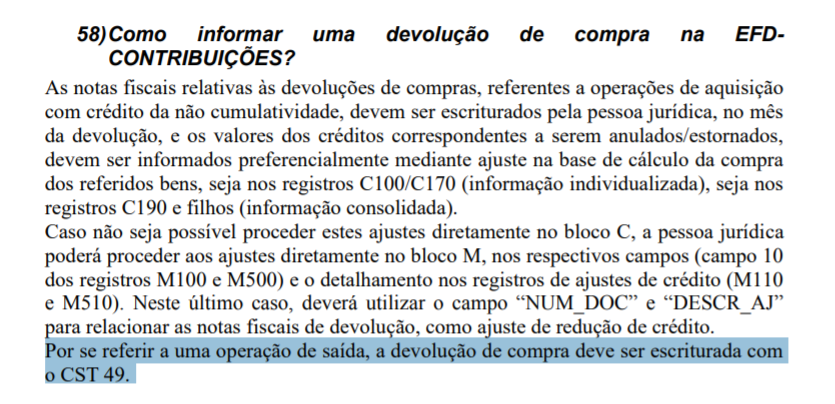 58) Como informar uma devolução de compra na EFD-
CONTRIBUIÇÕES?
As notas fiscais relativas às devoluções de compras, referentes a operações de aquisição
com crédito da não cumulatividade, devem ser escriturados pela pessoa jurídica, no mês
da devolução, e os valores dos créditos correspondentes a serem anulados/estornados,
devem ser informados preferencialmente mediante ajuste na base de cálculo da compra
dos referidos bens, seja nos registros C100/C170 (informação individualizada), seja nos
registros C190 e filhos (informação consolidada).
Caso não seja possível proceder estes ajustes diretamente no bloco C, a pessoa jurídica
poderá proceder aos ajustes diretamente no bloco M, nos respectivos campos (campo 10
dos registros M100 e M500) e o detalhamento nos registros de ajustes de crédito (M110
e M510). Neste último caso, deverá utilizar o campo “NUM_DOC” e “DESCR_AJ”
para relacionar as notas fiscais de devolução, como ajuste de redução de crédito.
Por se referir a uma operação de saída, a devolução de compra deve ser escriturada com
o CST 49.